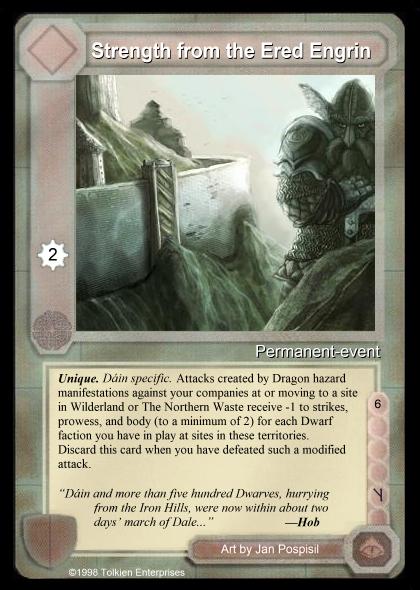 Strength from the Ered Engrin
2
Permanent-event
Unique. Dáin specific. Attacks created by Dragon hazard
manifestations against your companies at or moving to a site
in Wilderland or The Northern Waste receive -1 to strikes,
prowess, and body (to a minimum of 2) for each Dwarf
faction you have in play at sites in these territories.
Discard this card when you have defeated such a modified
attack.
6
“Dáin and more than five hundred Dwarves, hurrying
from the Iron Hills, were now within about two
days’ march of Dale...” —Hob
Art by Jan Pospisil
©1998 Tolkien Enterprises